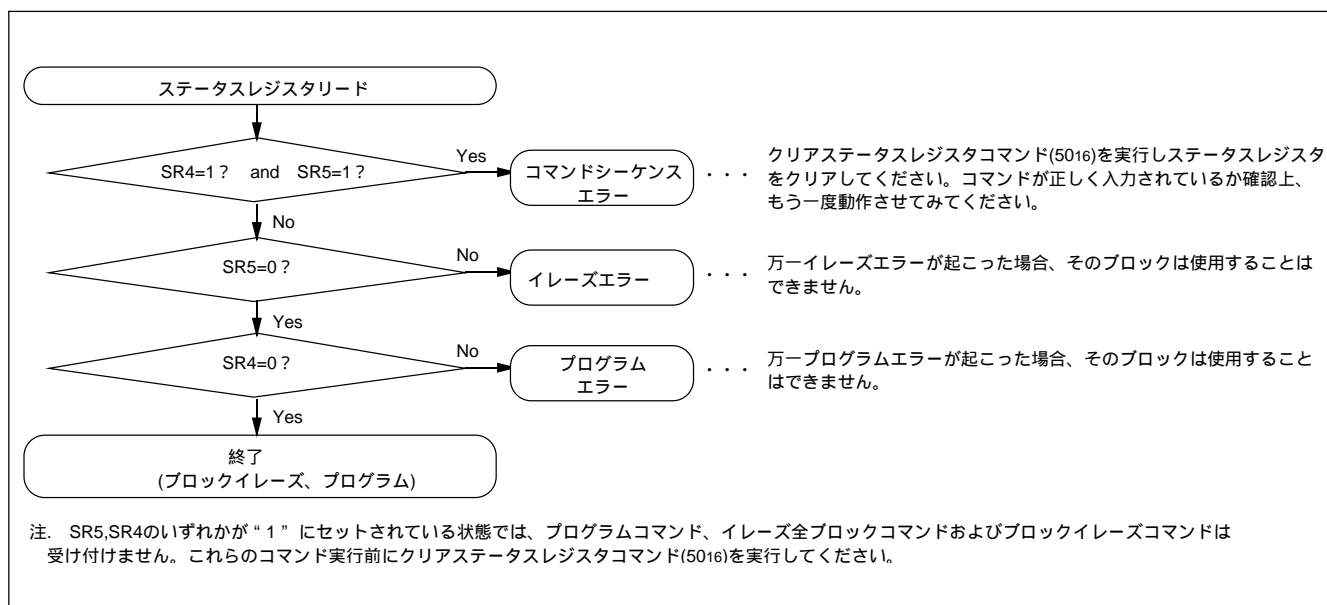 ステータスレジスタリード
SR4=1？ and SR5=1？
Yes
コマンドシーケンス
エラー
・・・
クリアステータスレジスタコマンド(5016)を実行しステータスレジスタ
をクリアしてください。コマンドが正しく入力されているか確認上、
もう一度動作させてみてください。
No
SR5=0？
No
イレーズエラー
・・・
万一イレーズエラーが起こった場合、そのブロックは使用することは
できません。
Yes
SR4=0？
No
プログラム
エラー
・・・
万一プログラムエラーが起こった場合、そのブロックは使用すること
はできません。
Yes
終了
(ブロックイレーズ、プログラム)
注. SR5,SR4のいずれかが“1”にセットされている状態では、プログラムコマンド、イレーズ全ブロックコマンドおよびブロックイレーズコマンドは
受け付けません。これらのコマンド実行前にクリアステータスレジスタコマンド(5016)を実行してください。